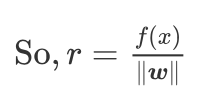 So, r = f(x) / ‖w‖